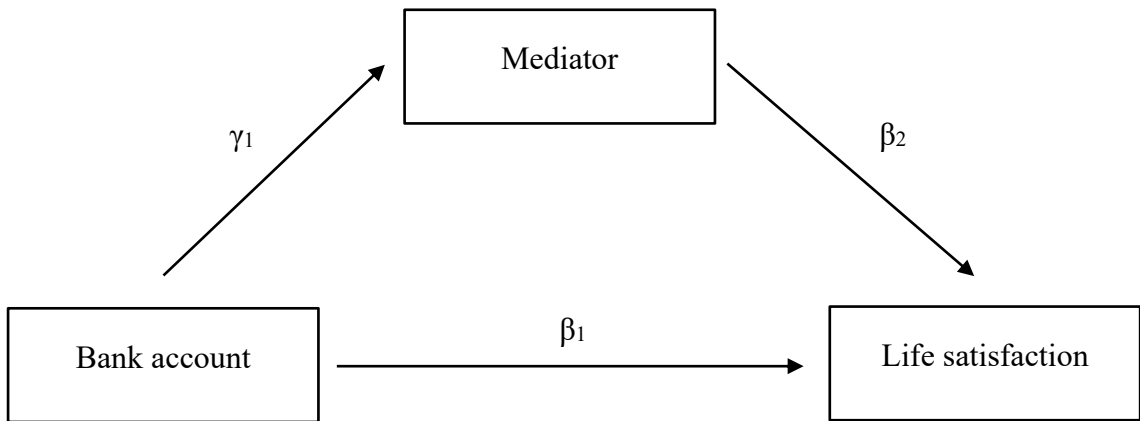 Mediator
γ1
β2
β1
Bank account
Life satisfaction